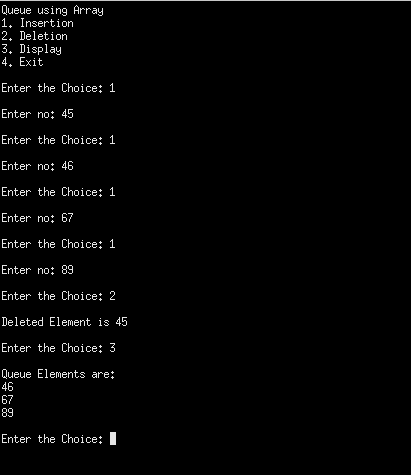 Queue using Array
1. Insertion
2. Deletion
3. Display
4. Exit
Enter the Choice: 1
Enter no: 45
Enter the Choice: 1
Enter no: 46
Enter the Choice: 1
Enter no: 67
Enter the Choice: 1
Enter no: 89
Enter the Choice: 2
Deleted Element is 45
Enter the Choice: 3
Queue Elements are:
46
67
89
Enter the Choice: